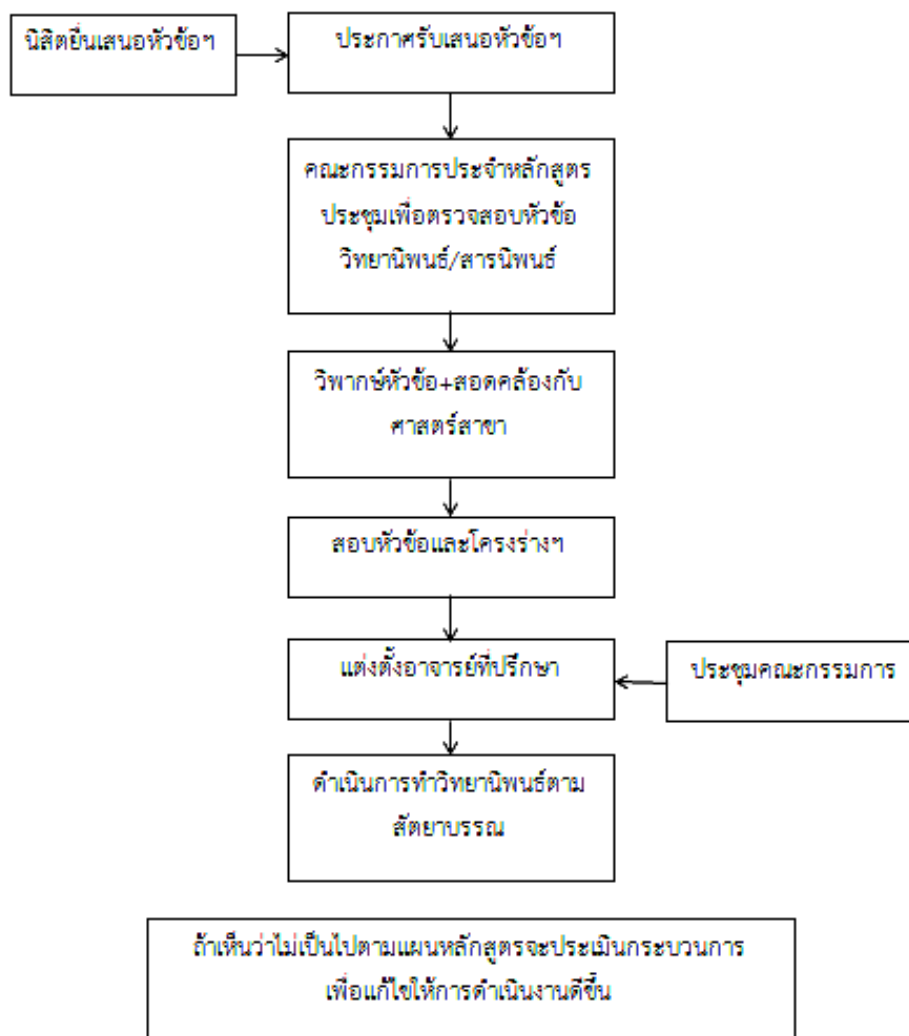 นิสิตยื่นเสนอหัวข้อฯ
ประกาศรับเสนอหัวข้อฯ
คณะกรรมการประจำหลักสูตร
ประชุมเพื่อตรวจสอบหัวข้อ
วิทยานิพนธ์/สารนิพนธ์
วิพากษ์หัวข้อ+สอดคล้องกับ
ศาสตร์สาขา
สอบหัวข้อและโครงร่างฯ
แต่งตั้งอาจารย์ที่ปรึกษา
ประชุมคณะกรรมการ
ดำเนินการทำวิทยานิพนธ์ตาม
สัตยาบรรณ
ถ้าเห็นว่าไม่เป็นไปตามแผนหลักสูตรจะประเมินกระบวนการ
เพื่อแก้ไขให้การดำเนินงานดีขึ้น